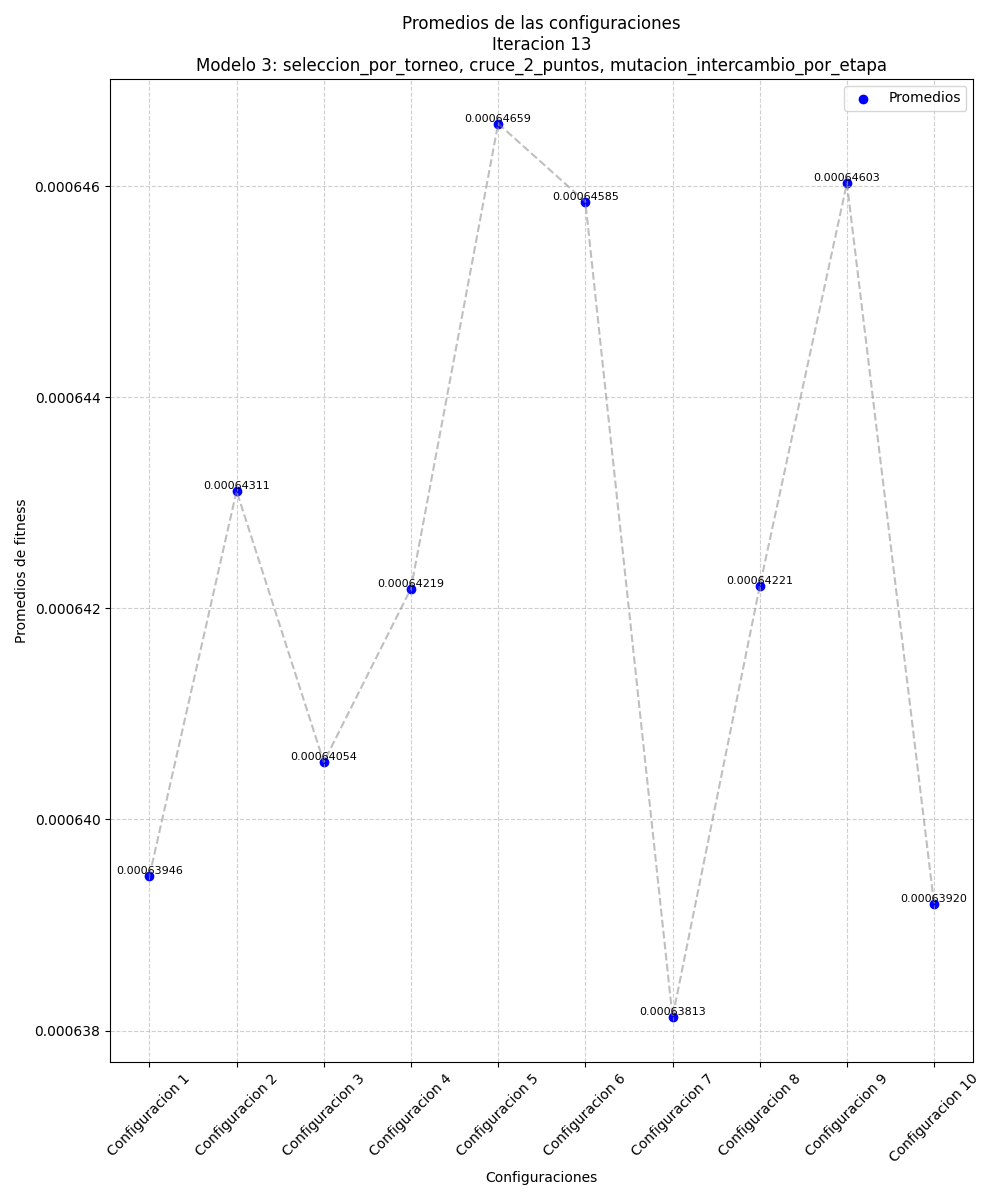 Promedios de las configuraciones
Iteracion 13
Modelo 3: seleccion_por_torneo, cruce_2_puntos, mutacion_intercambio_por_etapa
Promedios
0.00064659
0.00064603
0.00064585
0.00064311
0.00064219
0.00064221
0.00064054
0.00063946
0.00063920
0.00063813
0.000646
0.000644
0.000642
0.000640
0.000638
Promedios de fitness
Configuracion 1
Configuracion 2
Configuracion 3
Configuracion 4
Configuracion 5
Configuracion 6
Configuracion 7
Configuracion 8
Configuracion 9
Configuracion 10
Configuraciones